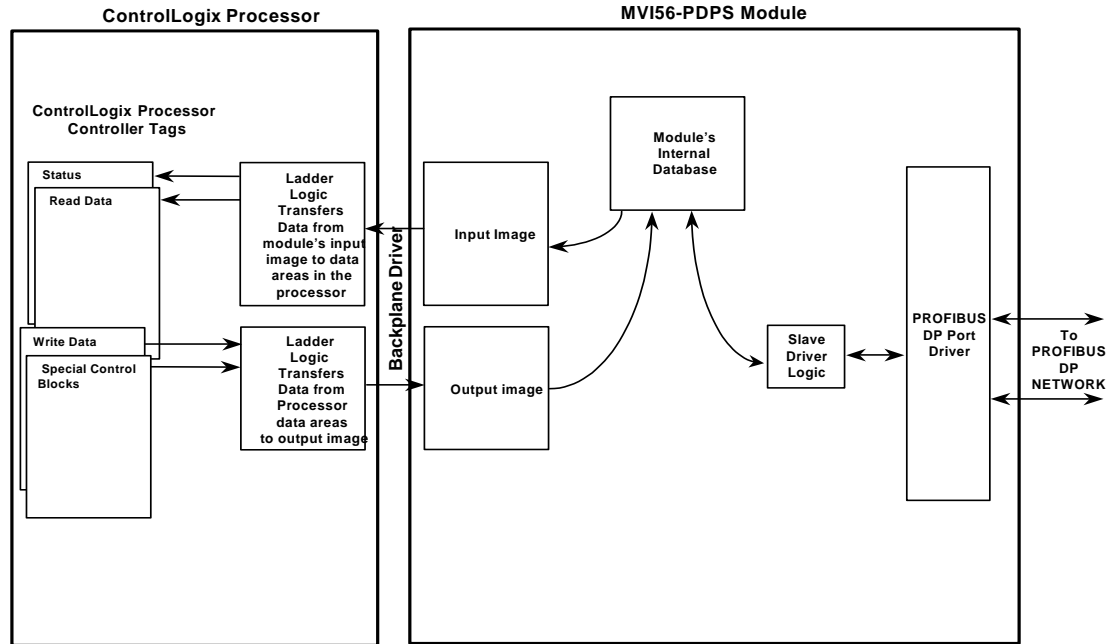 ControlLogix Processor
MVI56-PDPS Module
ControlLogix Processor
Controller Tags
Status
Read Data
Write Data
Special Control
Blocks
Ladder
Logic
Transfers
Data from
module's input
image to data
areas in the
processor
Ladder
Logic
Transfers
Data from
Processor
data areas
to output image
Backplane Driver
Input Image
Output image
Module's
Internal
Database
Slave
Driver
Logic
PROFIBUS
DP Port
Driver
To
PROFIBUS
DP
NETWORK